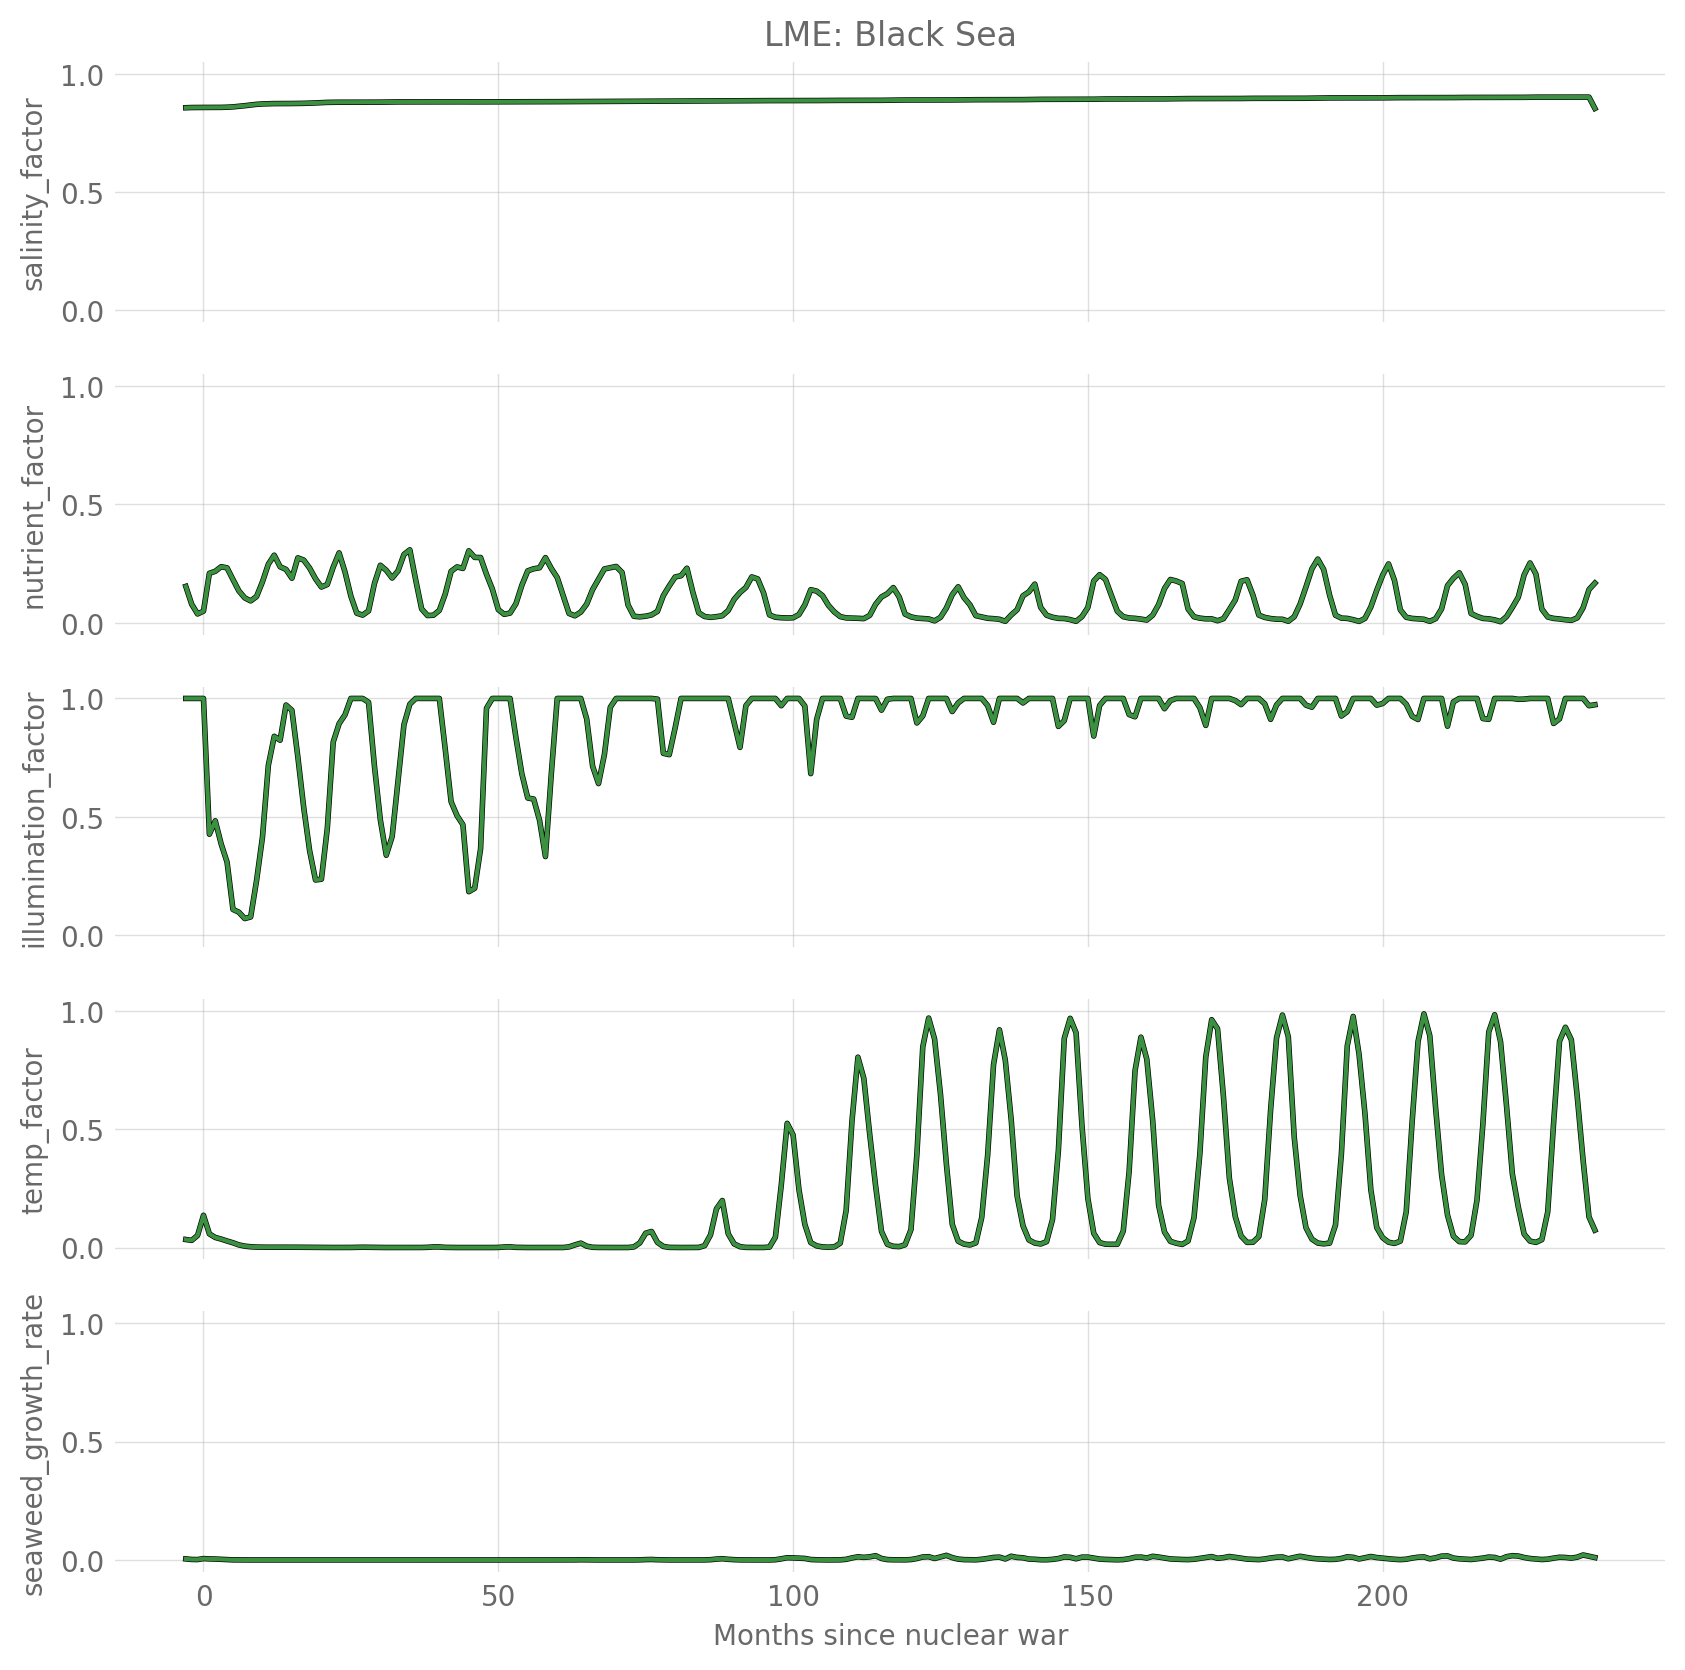 LME: Black Sea
1.0
0.5
0.0
salinity_factor
1.0
0.5
0.0
nutrient_factor
1.0
0.5
0.0
illumination_factor
1.0
0.5
0.0
temp_factor
1.0
0.5
0.0
seaweed_growth_rate
0 50 100 150 200
Months since nuclear war